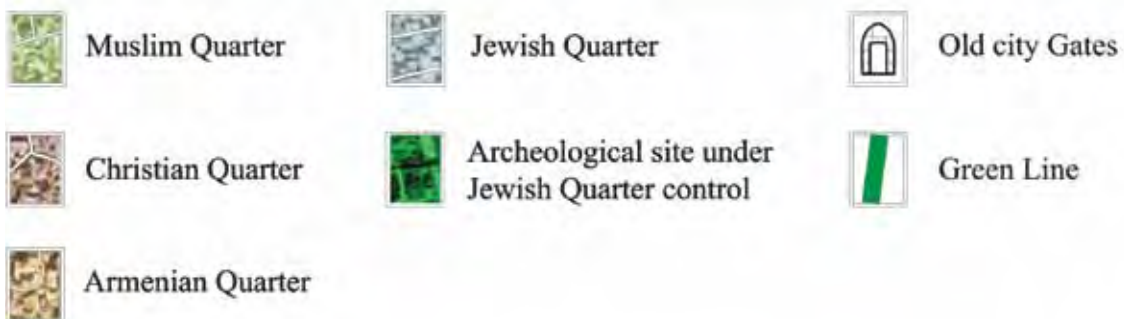 Muslim Quarter
Jewish Quarter
Old city Gates
Christian Quarter
Archeological site under
Jewish Quarter control
Green Line
Armenian Quarter